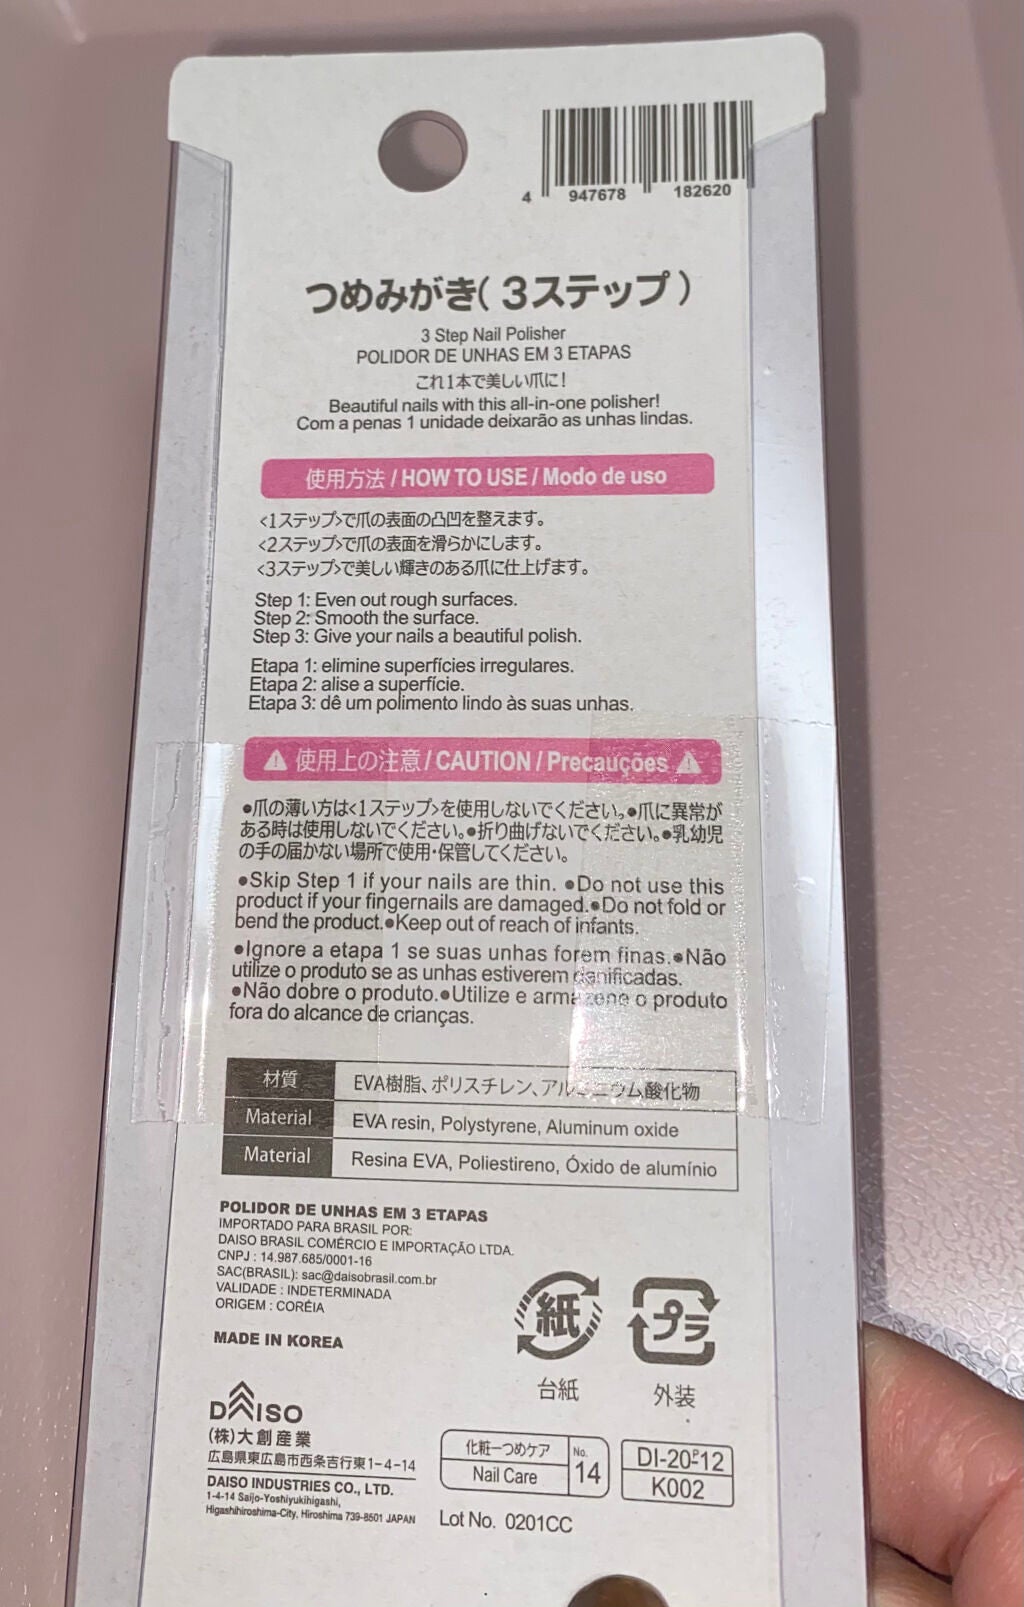 4 947678 182620
つめみがき(3ステップ)
3 Step Nail Polisher
POLIDOR DE UNHAS EM 3 ETAPAS
これ1本で美しい爪に!
Beautiful nails with this all-in-one polisher!
Com a penas 1 unidade deixarão as unhas lindas.
使用方法 / HOW TO USE / Modo de uso
<1ステップ>で爪の表面の凸凹を整えます。
<2ステップ>で爪の表面を滑らかにします。
<3ステップ>で美しい輝きのある爪に仕上げます。
Step 1: Even out rough surfaces.
Step 2: Smooth the surface.
Step 3: Give your nails a beautiful polish.
Etapa 1: elimine superfícies irregulares.
Etapa 2: alise a superfície.
Etapa 3: dê um polimento lindo às suas unhas.
使用上の注意 / CAUTION / Precauções
●爪の薄い方は<1ステップ>を使用しないでください。●爪に異常が
ある時は使用しないでください。●折り曲げないでください。●乳幼児
の手の届かない場所で使用・保管してください。
●Skip Step 1 if your nails are thin. ●Do not use this
product if your fingernails are damaged.●Do not fold or
bend the product.●Keep out of reach of infants.
●Ignore a etapa 1 se suas unhas forem finas.●Não
utilize o produto se as unhas estiverem danificadas.
●Não dobre o produto.●Utilize e armazene o produto
fora do alcance de crianças.
材質 EVA樹脂、ポリスチレン、アルミニウム酸化物
Material EVA resin, Polystyrene, Aluminum oxide
Material Resina EVA, Poliestireno, Óxido de alumínio
POLIDOR DE UNHAS EM 3 ETAPAS
IMPORTADO PARA BRASIL POR:
DAISO BRASIL COMÉRCIO E IMPORTAÇÃO LTDA.
CNPJ : 14.987.685/0001-16
SAC(BRASIL): sac@daisobrasil.com.br
VALIDADE : INDETERMINADA
ORIGEM : CORÉIA
MADE IN KOREA
紙 プラ
台紙 外装
DAISO
(株)大創産業
広島県東広島市西条吉行東1-4-14
DAISO INDUSTRIES CO., LTD.
1-4-14 Saijo-Yoshiyukihigashi,
Higashihiroshima-City, Hiroshima 739-8501 JAPAN
化粧ーつめケア
Nail Care
No.
14
DI-20-P-12
K002
Lot No. 0201CC